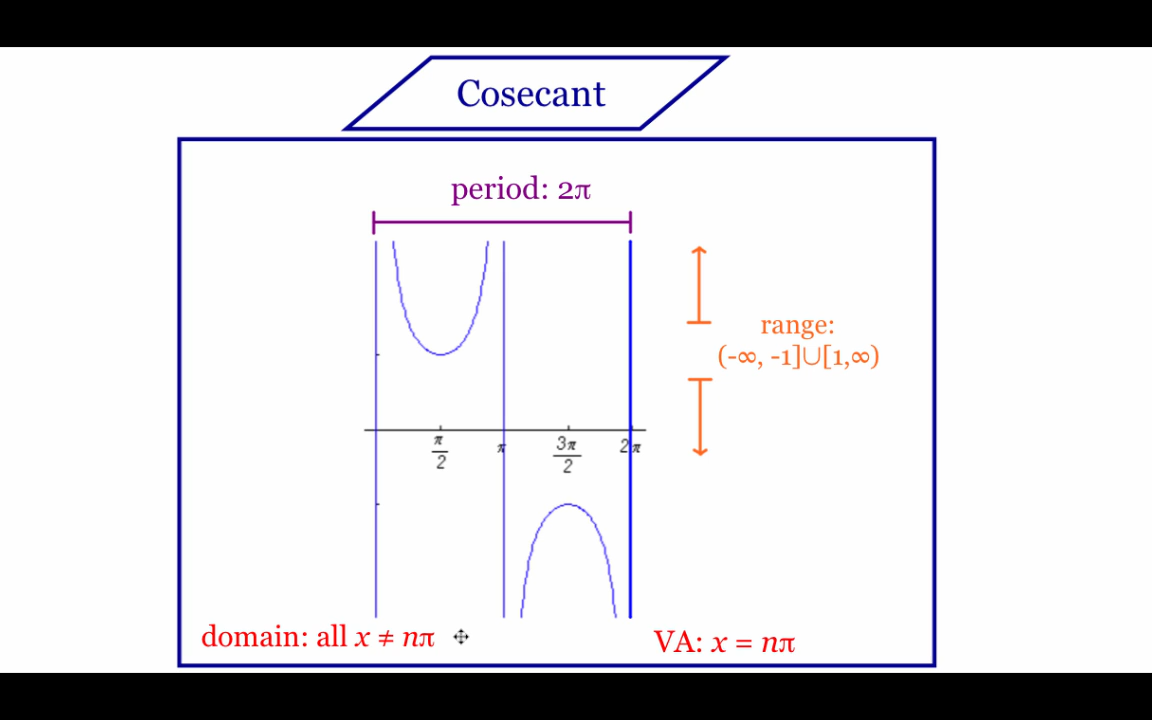 Cosecant
period: 2π
range:
(-∞, -1]∪[1,∞)
π/2 π 3π/2 2π
domain: all x ≠ nπ
VA: x = nπ